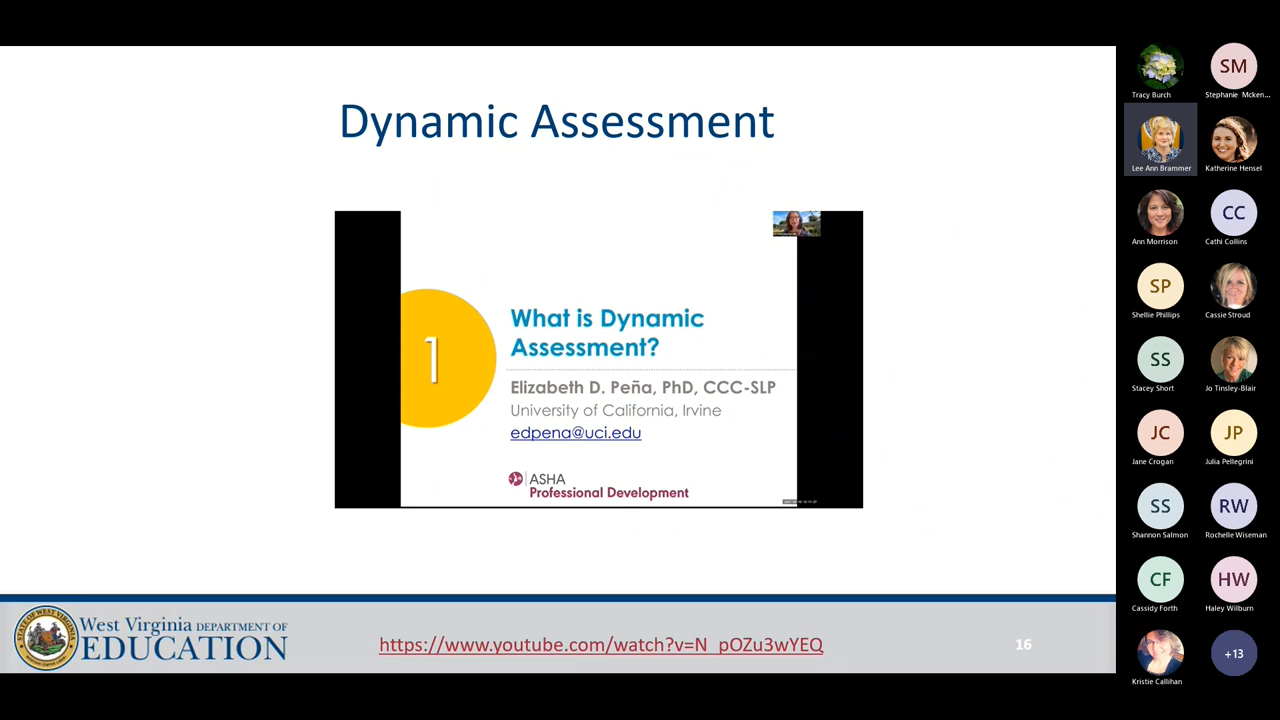 Dynamic Assessment
1
What is Dynamic
Assessment?
Elizabeth D. Peña, PhD, CCC-SLP
University of California, Irvine
edpena@uci.edu
ASHA
Professional Development
West Virginia DEPARTMENT OF
EDUCATION
https://www.youtube.com/watch?v=N_pOZu3wYEQ
16
SM
Tracy Burch
Stephanie Mcken...
Lee Ann Brammer
Katherine Hensel
CC
Ann Morrison
Cathi Collins
SP
Shellie Phillips
Cassie Stroud
SS
Stacey Short
Jo Tinsley-Blair
JC
JP
Jane Crogan
Julia Pellegrini
SS
RW
Shannon Salmon
Rochelle Wiseman
CF
HW
Cassidy Forth
Haley Wilburn
+13
Kristie Callihan